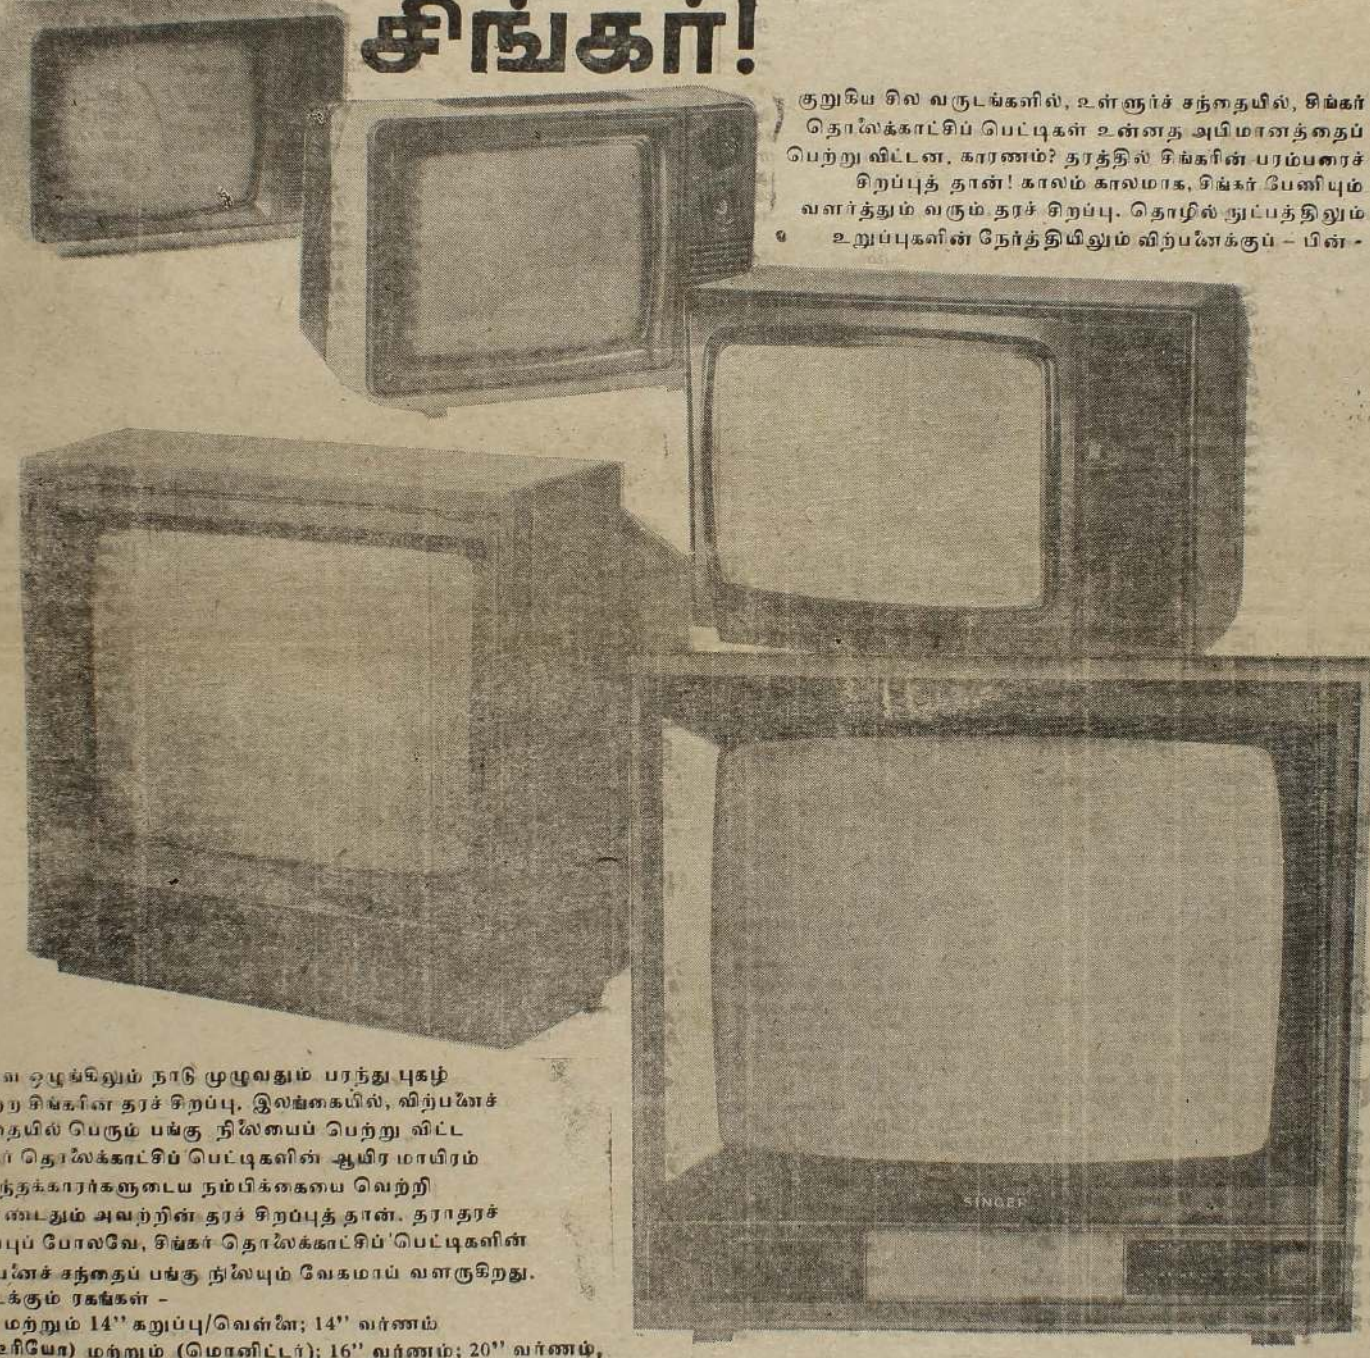 சிங்கர்!
குறுகிய சில வருடங்களில், உள்ளுர்ச் சந்தையில், சிங்கர்
தொலைக்காட்சிப் பெட்டிகள் உன்னத அபிமானத்தைப்
பெற்று விட்டன. காரணம்? தரத்தில் சிங்கரின் பரம்பரைச்
சிறப்புத் தான்! காலம் காலமாக, சிங்கர் பேணியும்
வளர்த்தும் வரும் தரச் சிறப்பு. தொழில் நுட்பத்திலும்
உறுப்புகளின் நேர்த்தியிலும் விற்பனைக்குப் – பின் -
SINGER
ஒழுங்கிலும் நாடு முழுவதும் பரந்து புகழ்
சிங்கரின் தரச் சிறப்பு. இலங்கையில், விற்பனைச்
பெரும் பங்கு நிலையைப் பெற்று விட்ட
தொலைக்காட்சிப் பெட்டிகளின் ஆயிர மாயிரம்
நம்பிக்கையை வெற்றி
அவற்றின் தரச் சிறப்புத் தான். தராதரச்
போலவே, சிங்கர் தொலைக்காட்சிப் பெட்டிகளின்
சந்தைப் பங்கு நிலையும் வேகமாய் வளருகிறது.
ரகங்கள் –
மற்றும் 14’’ கறுப்பு/வெள்ளை; 14’’ வர்ணம்
மற்றும் (மொனிட்டர்); 16’’ வர்ணம்; 20’’ வர்ணம்,